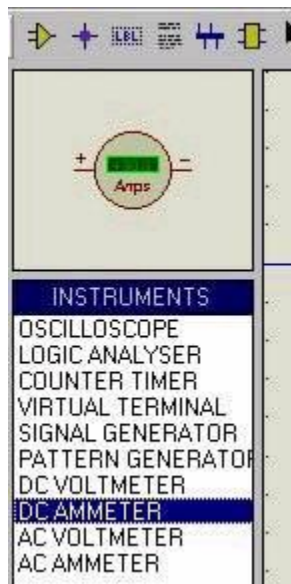 LBL
+ -
Amps
INSTRUMENTS
OSCILLOSCOPE
LOGIC ANALYSER
COUNTER TIMER
VIRTUAL TERMINAL
SIGNAL GENERATOR
PATTERN GENERATOR
DC VOLTMETER
DC AMMETER
AC VOLTMETER
AC AMMETER